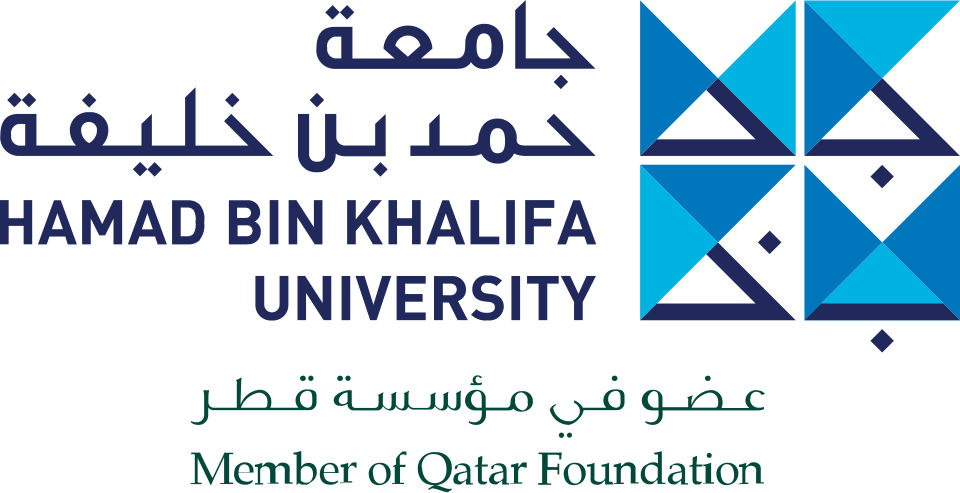 جامعة
حمد بن خليفة
HAMAD BIN KHALIFA
UNIVERSITY
عضو في مؤسسة قطر
Member of Qatar Foundation